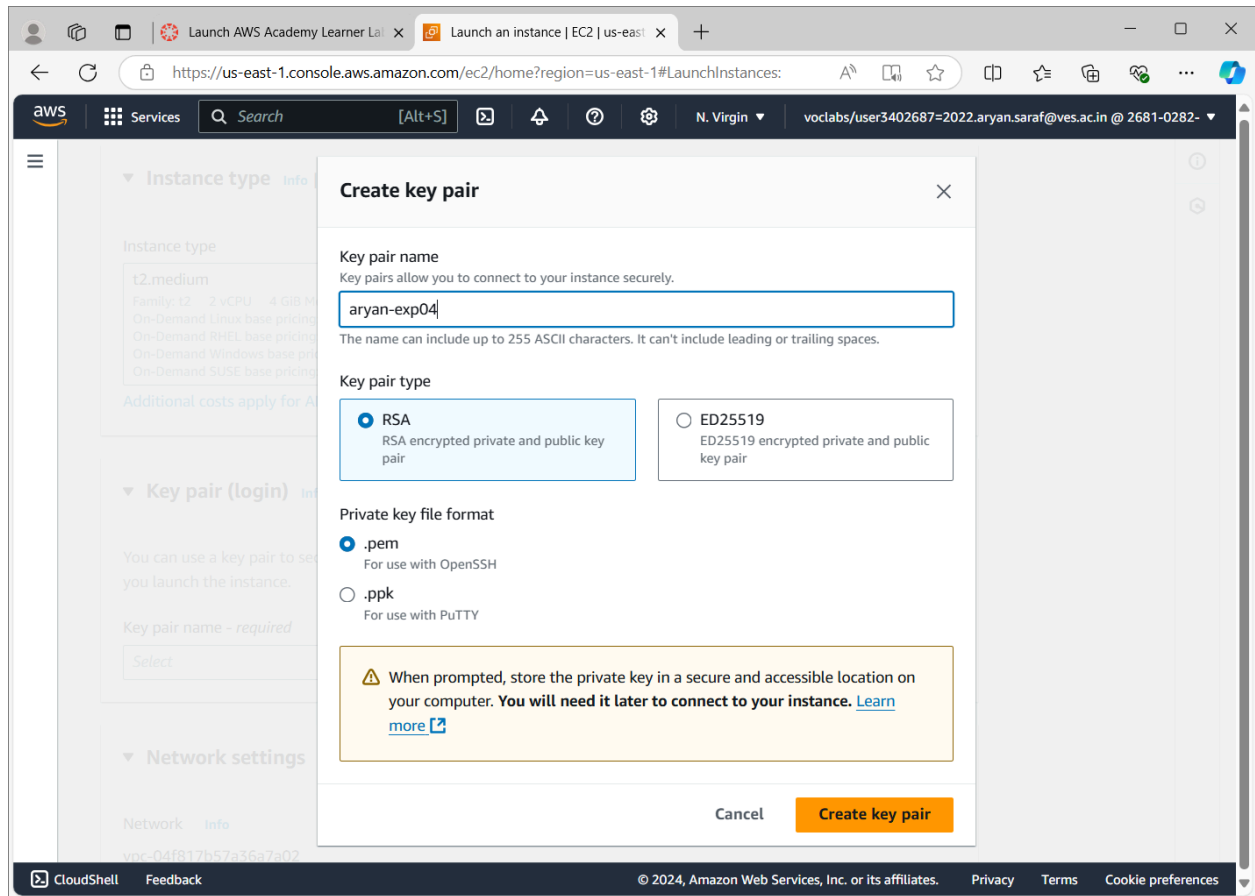 Launch AWS Academy Learner La
Launch an instance | EC2 | us-east
https://us-east-1.console.aws.amazon.com/ec2/home?region=us-east-1#LaunchInstances:
aws
Services
Search
[Alt+S]
N. Virgin
voclabs/user3402687=2022.aryan.saraf@ves.ac.in @ 2681-0282-
Instance type Info
Instance type
t2.medium
Family: t2 2 vCPU 4 GiB M
On-Demand Linux base pricing
On-Demand RHEL base pricing
On-Demand Windows base pri
On-Demand SUSE base pricing:
Additional costs apply for A
Key pair (login) Inf
You can use a key pair to se
you launch the instance.
Key pair name - required
Select
Network settings
Network Info
vpc-04f817b57a36a7a02
Create key pair
Key pair name
Key pairs allow you to connect to your instance securely.
aryan-exp04
The name can include up to 255 ASCII characters. It can't include leading or trailing spaces.
Key pair type
RSA
RSA encrypted private and public key
pair
ED25519
ED25519 encrypted private and public
key pair
Private key file format
.pem
For use with OpenSSH
.ppk
For use with PuTTY
When prompted, store the private key in a secure and accessible location on
your computer. You will need it later to connect to your instance. Learn
more
Cancel
Create key pair
CloudShell
Feedback
© 2024, Amazon Web Services, Inc. or its affiliates.
Privacy
Terms
Cookie preferences